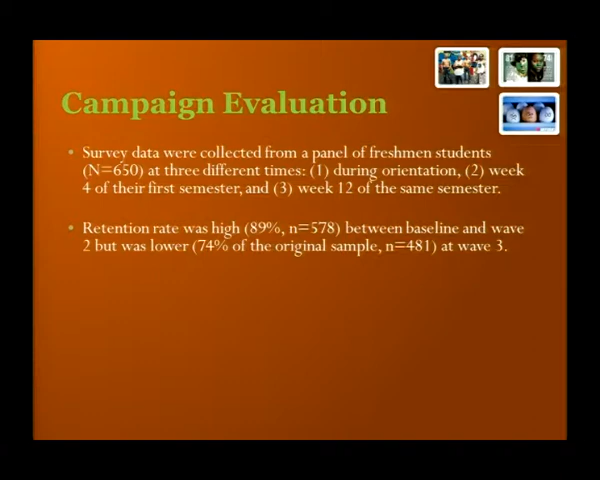 Campaign Evaluation
Survey data were collected from a panel of freshmen students
(N=650) at three different times: (1) during orientation, (2) week
4 of their first semester, and (3) week 12 of the same semester.
Retention rate was high (89%, n=578) between baseline and wave
2 but was lower (74% of the original sample, n=481) at wave 3.